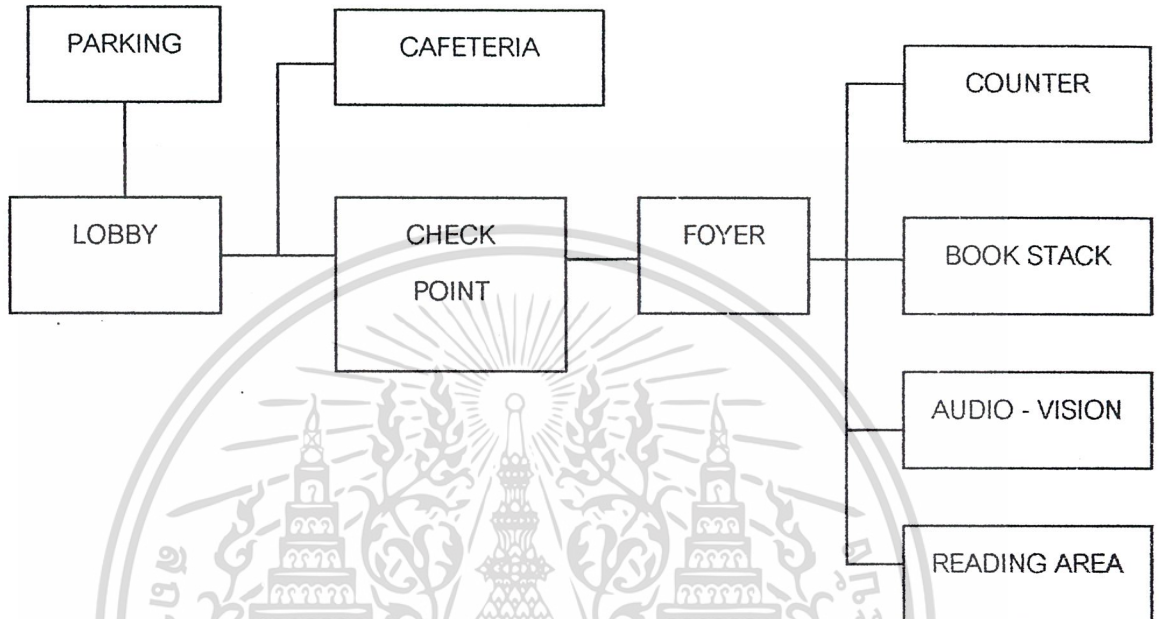 PARKING
CAFETERIA
COUNTER
LOBBY
CHECK
POINT
FOYER
BOOK STACK
AUDIO - VISION
READING AREA